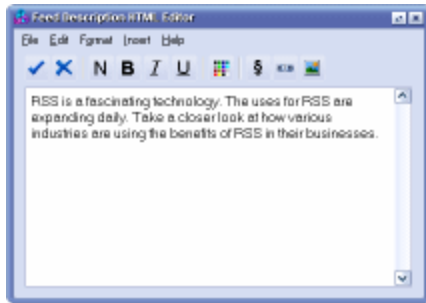 Feed Description HTML Editor
File Edit Format Insert Help
N B I U §
RSS is a fascinating technology. The uses for RSS are
expanding daily. Take a closer look at how various
industries are using the benefits of RSS in their businesses.